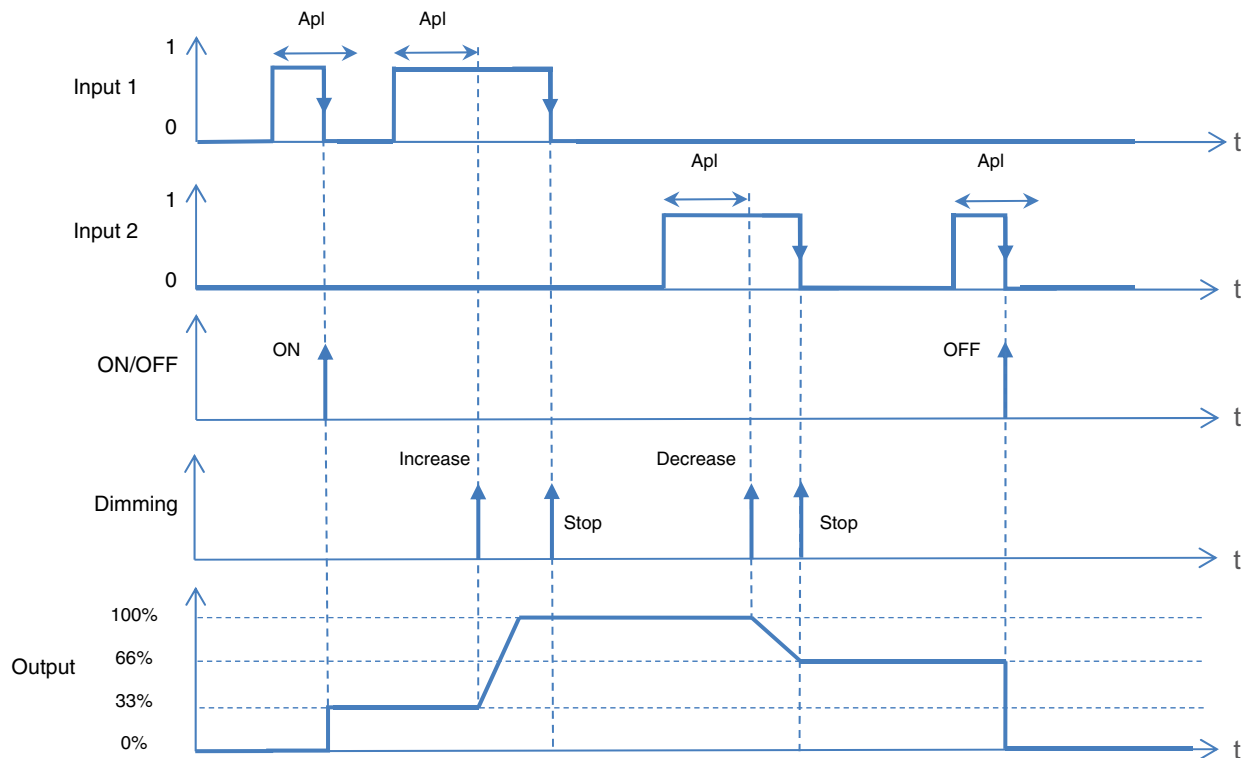 Apl
Apl
1
Input 1
0
t
Apl
Apl
1
Input 2
0
t
ON
OFF
ON/OFF
t
Increase
Decrease
Dimming
Stop
Stop
t
100%
66%
Output
33%
0%
t